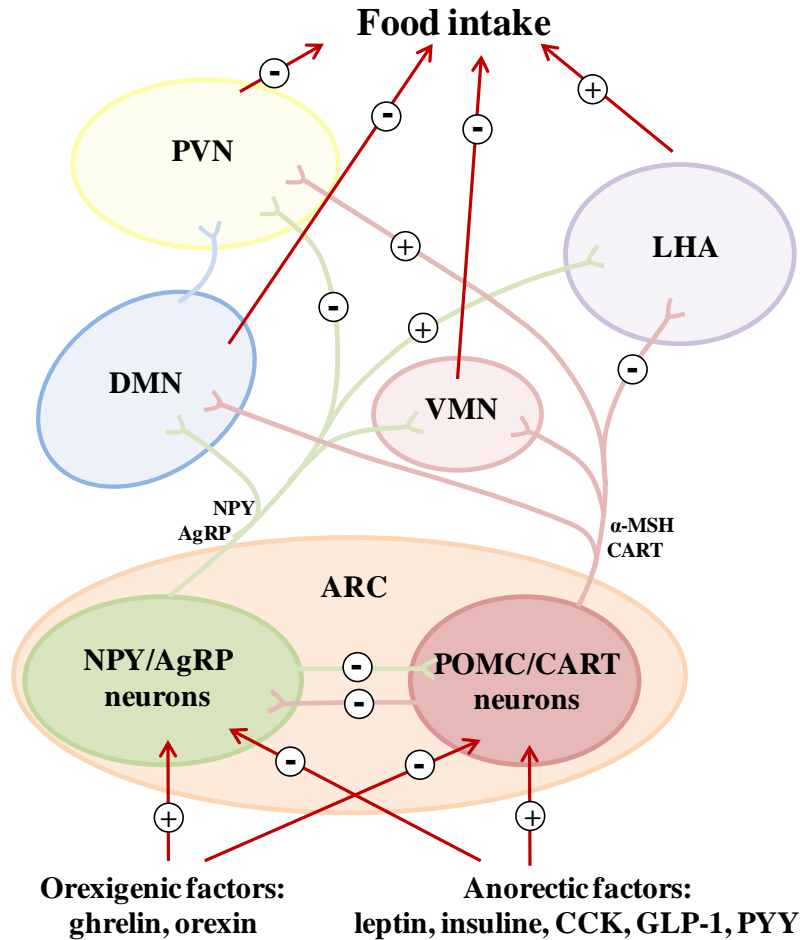 Food intake
-
-
-
+
PVN
LHA
+
-
+
-
DMN
VMN
NPY
AgRP
α-MSH
CART
ARC
NPY/AgRP
neurons
-
-
POMC/CART
neurons
-
-
+
+
Orexigenic factors:
ghrelin, orexin
Anorectic factors:
leptin, insuline, CCK, GLP-1, PYY